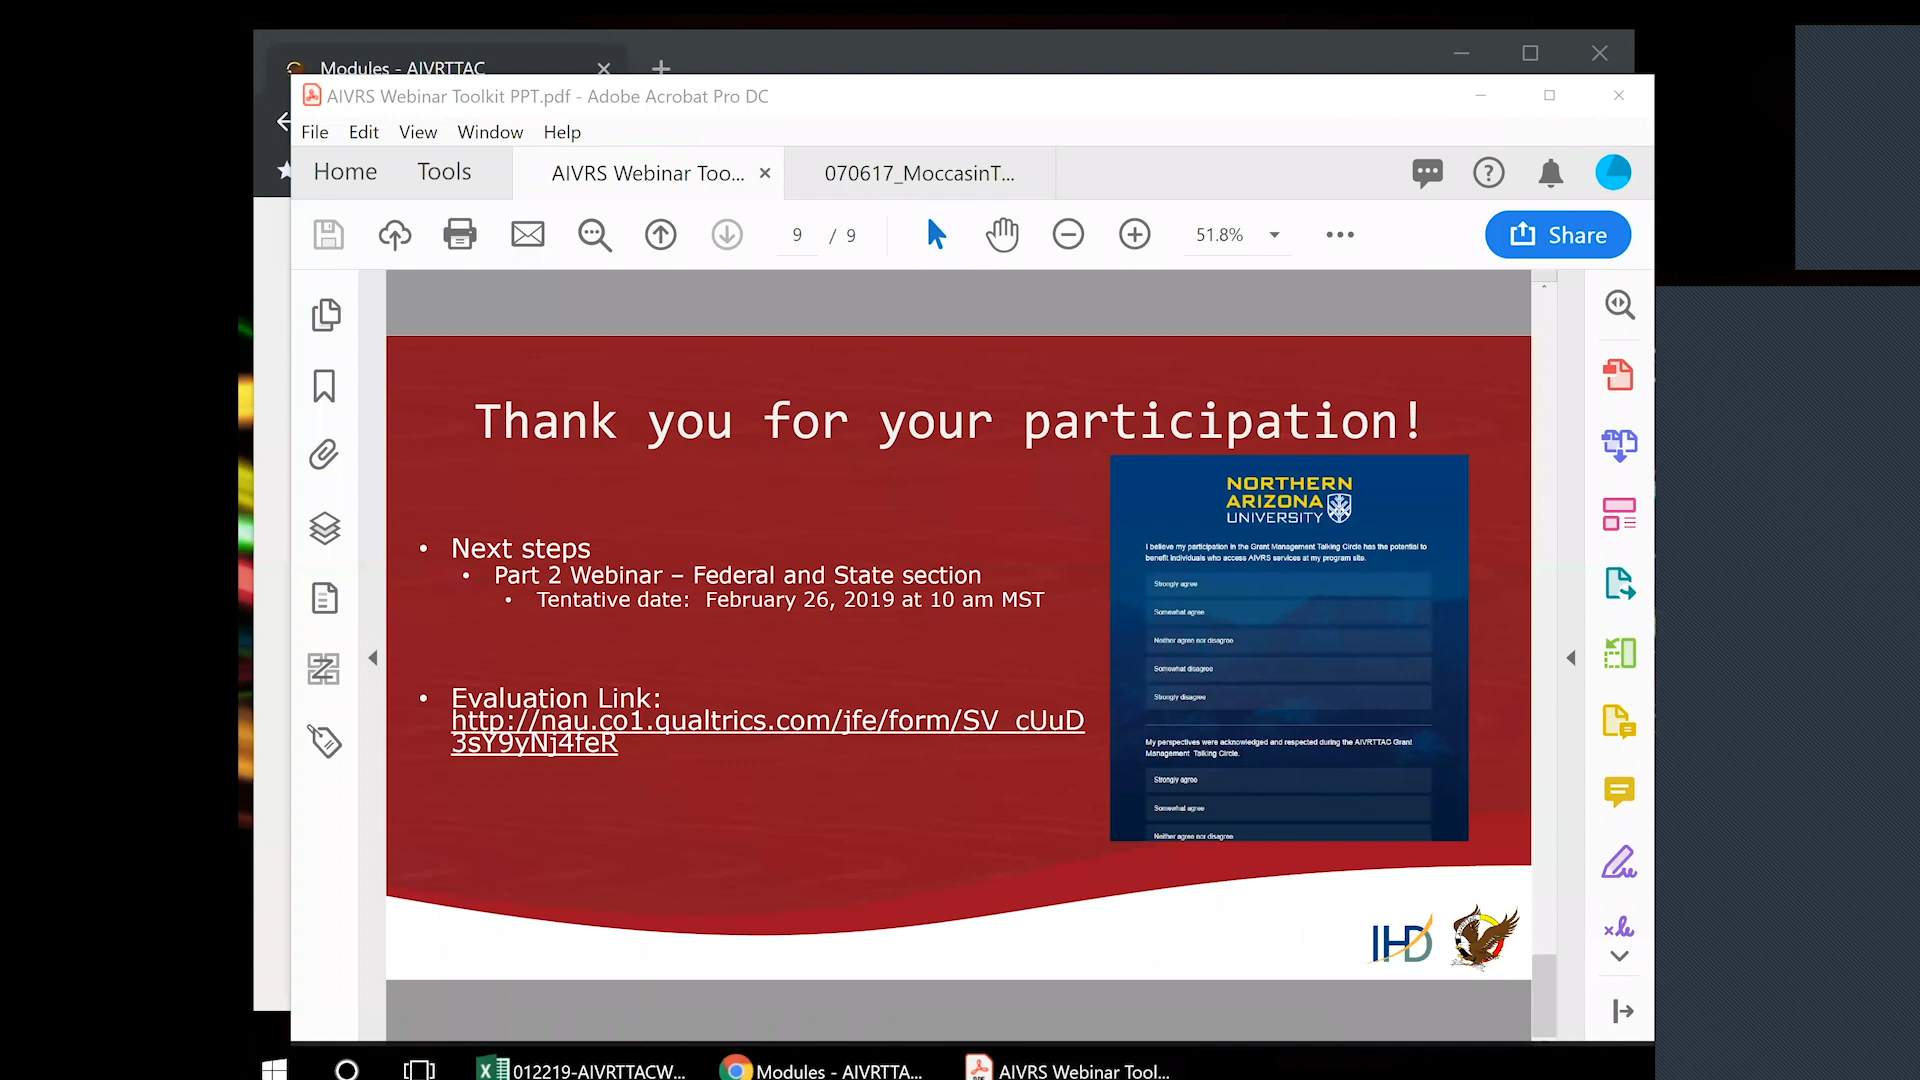 Modules - AIVRTTAC
AIVRS Webinar Toolkit PPT.pdf - Adobe Acrobat Pro DC
File Edit View Window Help
Home Tools AIVRS Webinar Too... 070617_MoccasinT...
9 / 9 51.8% Share
Thank you for your participation!
NORTHERN
ARIZONA
UNIVERSITY
I believe my participation in the Grant Management Talking Circle has the potential to
benefit individuals who access AIVRS services at my program site.
Strongly agree
Somewhat agree
Neither agree nor disagree
Somewhat disagree
Strongly disagree
My perspectives were acknowledged and respected during the AIVRTTAC Grant
Management Talking Circle.
Strongly agree
Somewhat agree
Neither agree nor disagree
• Next steps
• Part 2 Webinar – Federal and State section
• Tentative date: February 26, 2019 at 10 am MST
• Evaluation Link:
http://nau.co1.qualtrics.com/jfe/form/SV_cUuD
3sY9yNj4feR
IHD
012219-AIVRTTACW... Modules - AIVRTTA... AIVRS Webinar Tool...